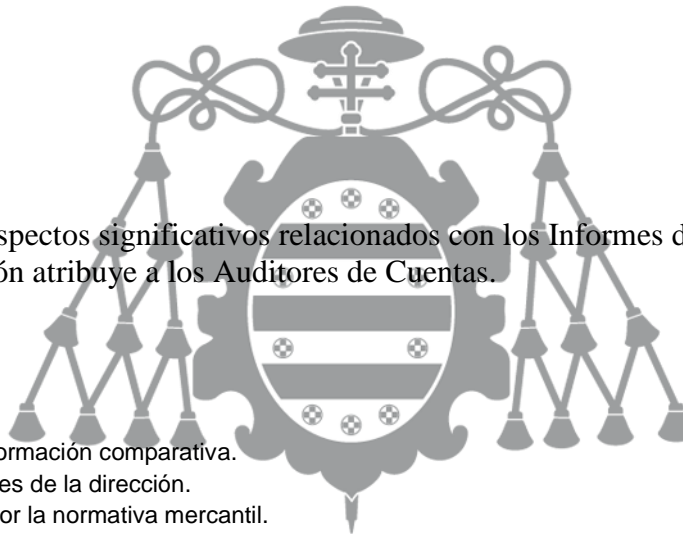 spectos significativos relacionados con los Informes d
ón atribuye a los Auditores de Cuentas.
ormación comparativa.
es de la dirección.
or la normativa mercantil.